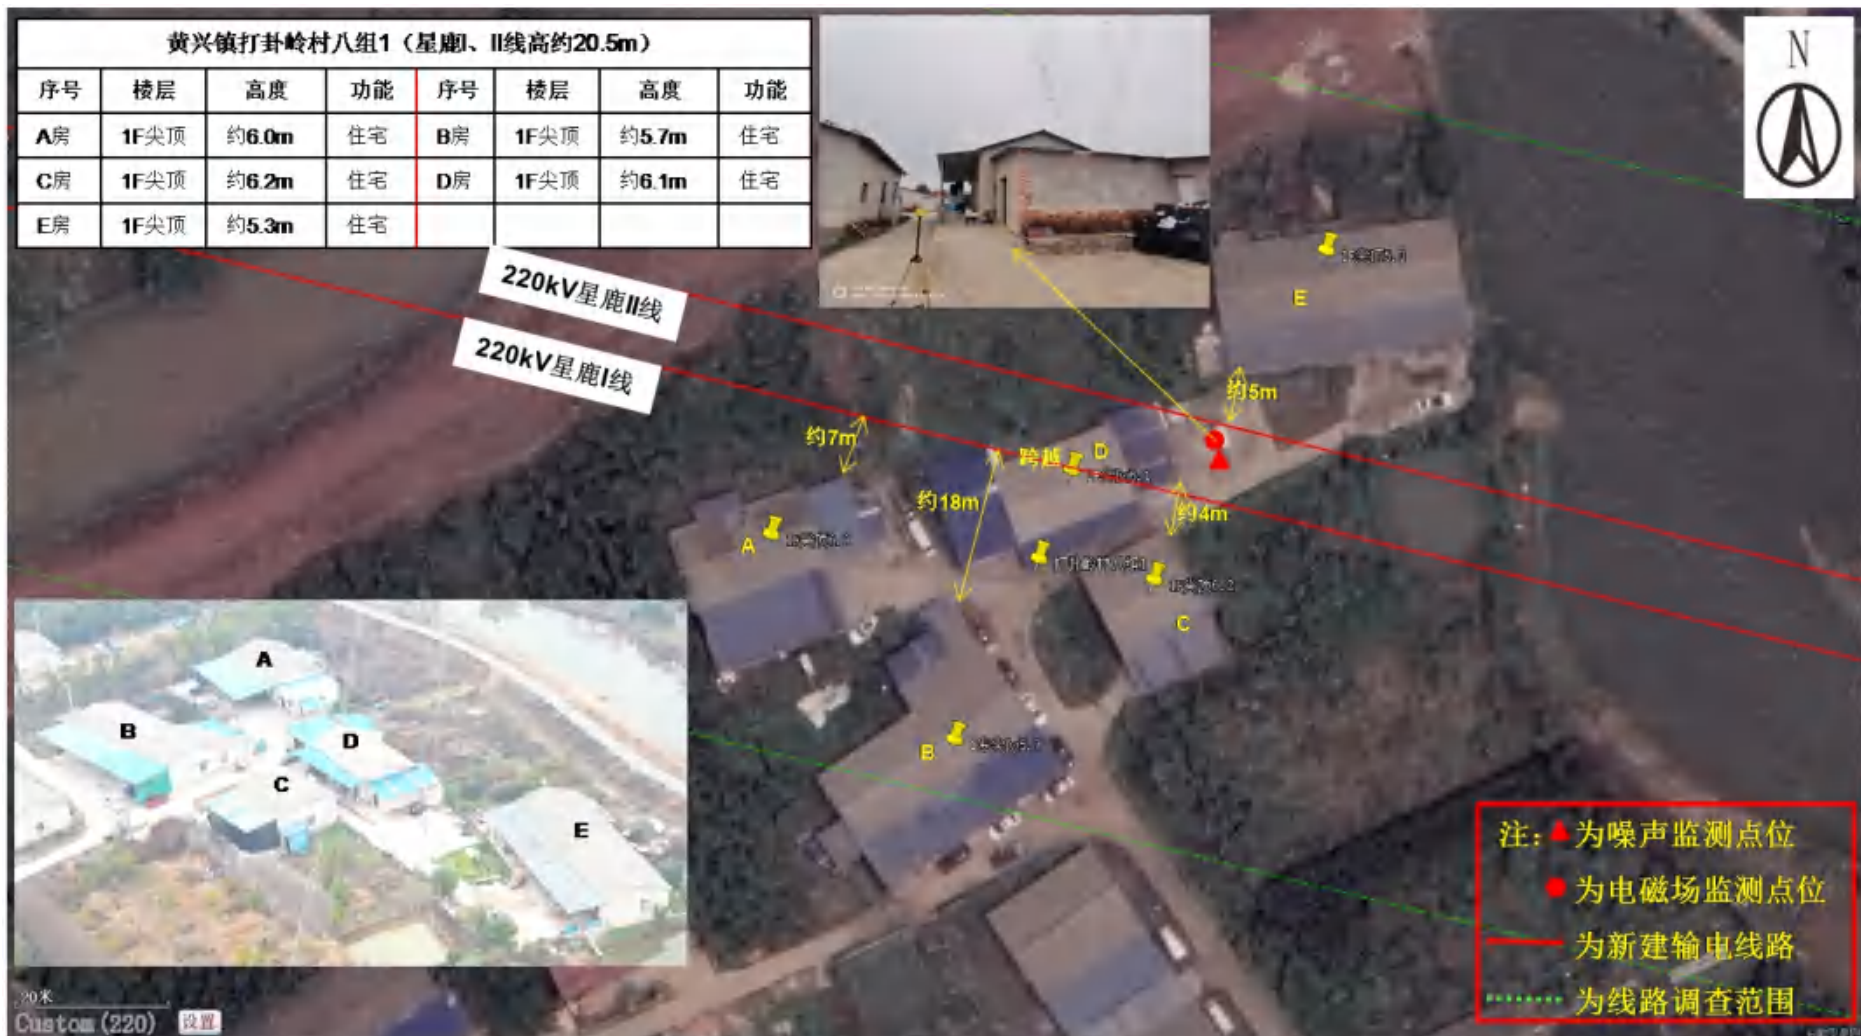 黄兴镇打卦岭村八组1（星鹿I、II线高约20.5m）
序号 楼层 高度 功能 序号 楼层 高度 功能
A房 1F尖顶 约6.0m 住宅 B房 1F尖顶 约5.7m 住宅
C房 1F尖顶 约6.2m 住宅 D房 1F尖顶 约6.1m 住宅
E房 1F尖顶 约5.3m 住宅
N
220kV星鹿II线
220kV星鹿I线
E
约5m
约7m
跨越
D
约18m
约4m
A
1F尖顶6.2
C
B
A
B
D
C
E
注：为噪声监测点位
为电磁场监测点位
为新建输电线路
为线路调查范围
20米
Custom(220) 设置